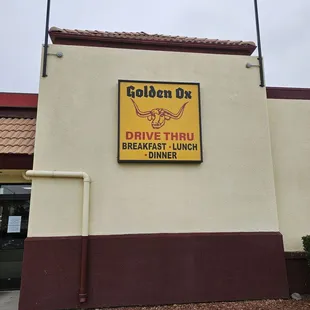 Golden Ox
DRIVE THRU
BREAKFAST · LUNCH
· DINNER